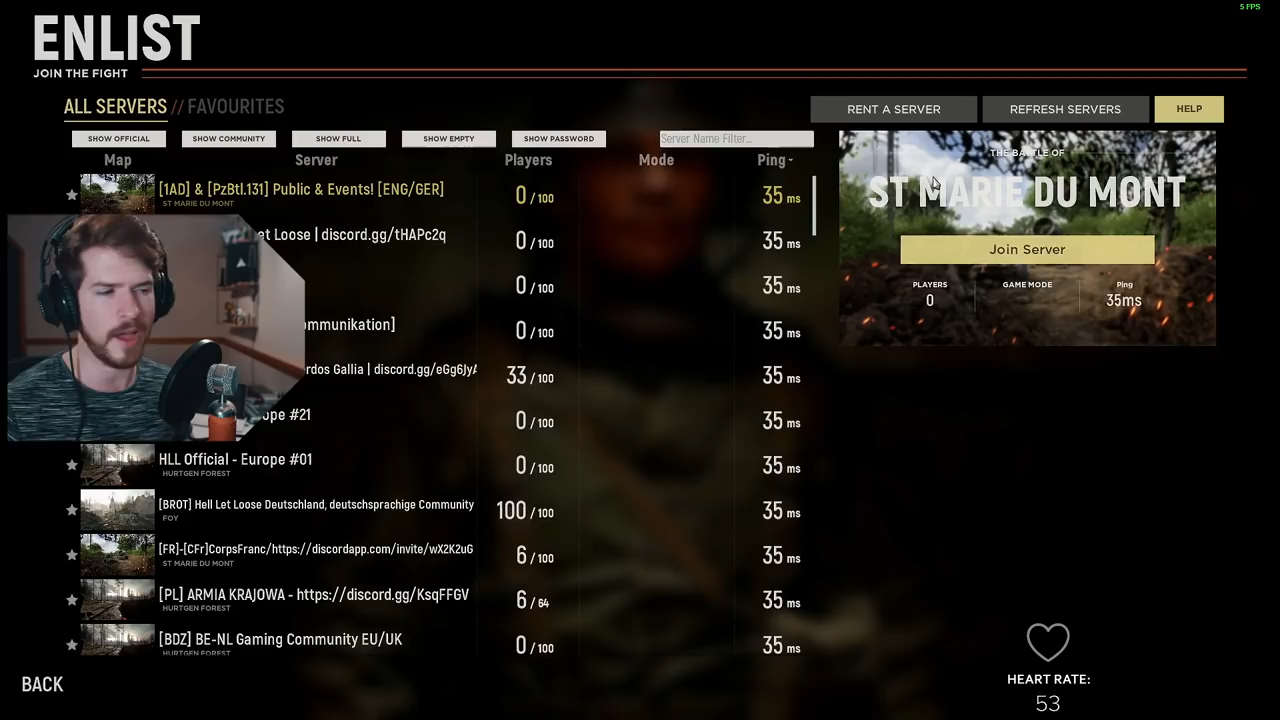 5 FPS
ENLIST
JOIN THE FIGHT
ALL SERVERS // FAVOURITES
RENT A SERVER
REFRESH SERVERS
HELP
SHOW OFFICIAL
SHOW COMMUNITY
SHOW FULL
SHOW EMPTY
SHOW PASSWORD
Server Name Filter...
Map Server Players Mode Ping
[1AD] & [PzBtl.131] Public & Events! [ENG/GER] 0 / 100 35 ms
ST MARIE DU MONT
et Loose | discord.gg/tHAPc2q 0 / 100 35 ms
0 / 100 35 ms
ommunikation] 0 / 100 35 ms
rdos Gallia | discord.gg/eGg6JyA 33 / 100 35 ms
ope #21 0 / 100 35 ms
HLL Official - Europe #01 0 / 100 35 ms
HURTGEN FOREST
[BROT] Hell Let Loose Deutschland, deutschsprachige Community 100 / 100 35 ms
FOY
[FR]-[CFr]CorpsFranc/https://discordapp.com/invite/wX2K2uG 6 / 100 35 ms
ST MARIE DU MONT
[PL] ARMIA KRAJOWA - https://discord.gg/KsqFFGV 6 / 64 35 ms
HURTGEN FOREST
[BDZ] BE-NL Gaming Community EU/UK 0 / 100 35 ms
HURTGEN FOREST
THE BATTLE OF
ST MARIE DU MONT
Join Server
PLAYERS GAME MODE Ping
0 35ms
BACK
HEART RATE:
53